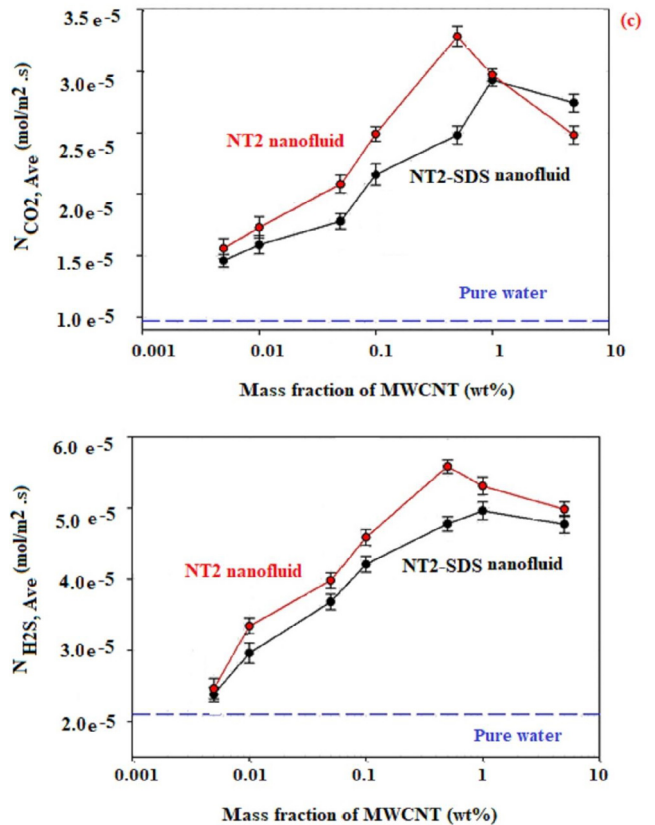 (c)
3.5 e-5
3.0 e-5
2.5 e-5
2.0 e-5
1.5 e-5
1.0 e-5
N CO2, Ave (mol/m² .s)
NT2 nanofluid
NT2-SDS nanofluid
Pure water
0.001 0.01 0.1 1 10
Mass fraction of MWCNT (wt%)
6.0 e-5
5.0 e-5
4.0 e-5
3.0 e-5
2.0 e-5
N H2S, Ave (mol/m² .s)
NT2 nanofluid
NT2-SDS nanofluid
Pure water
0.001 0.01 0.1 1 10
Mass fraction of MWCNT (wt%)